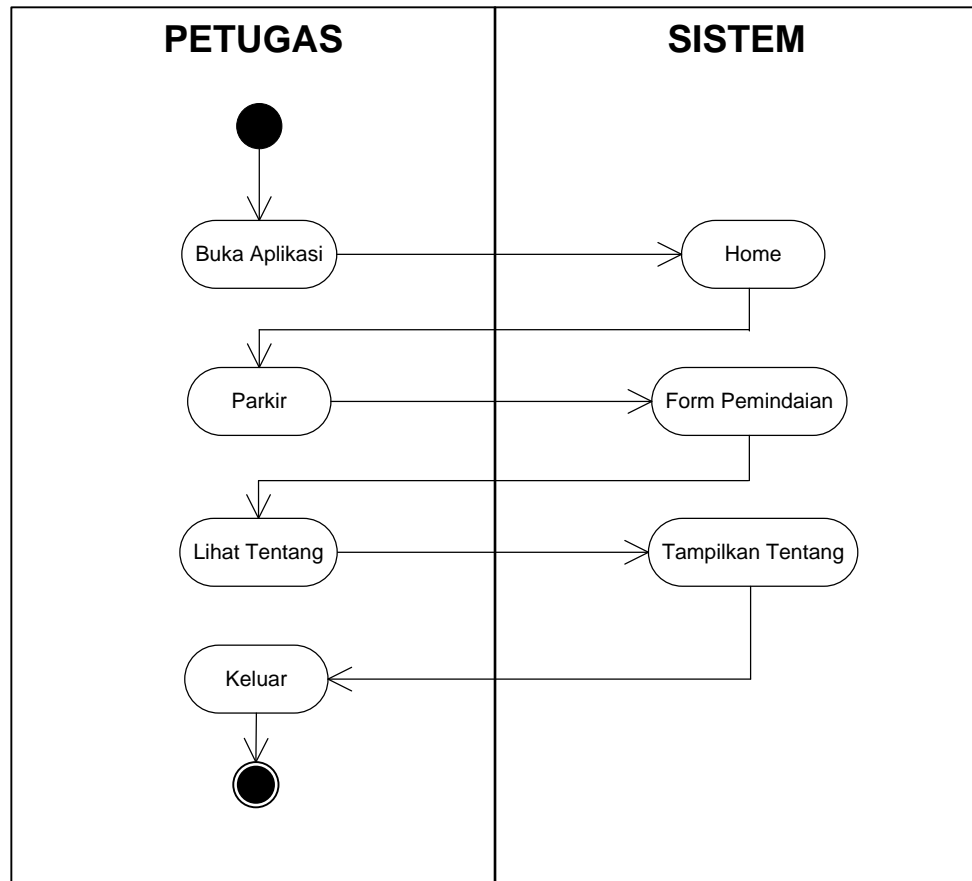 PETUGAS
SISTEM
Buka Aplikasi
Home
Parkir
Form Pemindaian
Lihat Tentang
Tampilkan Tentang
Keluar